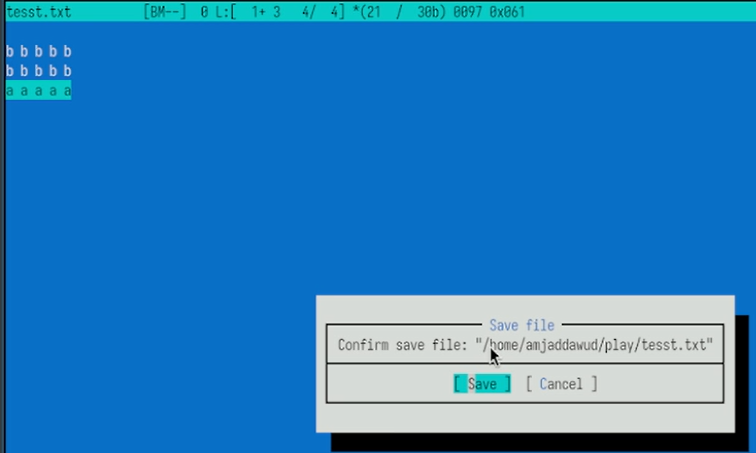 tesst.txt [BM--] 0 L:[ 1+ 3 4/ 4] *(21 / 30b) 0097 0x061
b b b b b
b b b b b
a a a a a
Save file
Confirm save file: "/home/amjaddawud/play/tesst.txt"
[ Save ] [ Cancel ]